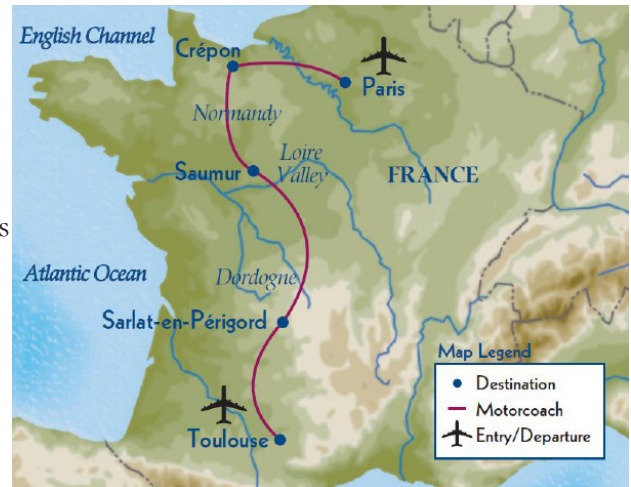 English Channel
Crépon
Paris
Normandy
Loire
Valley
Saumur
FRANCE
s
Atlantic Ocean
Dordogne
Sarlat-en-Périgord
Toulouse
Map Legend
Destination
Motorcoach
Entry/Departure